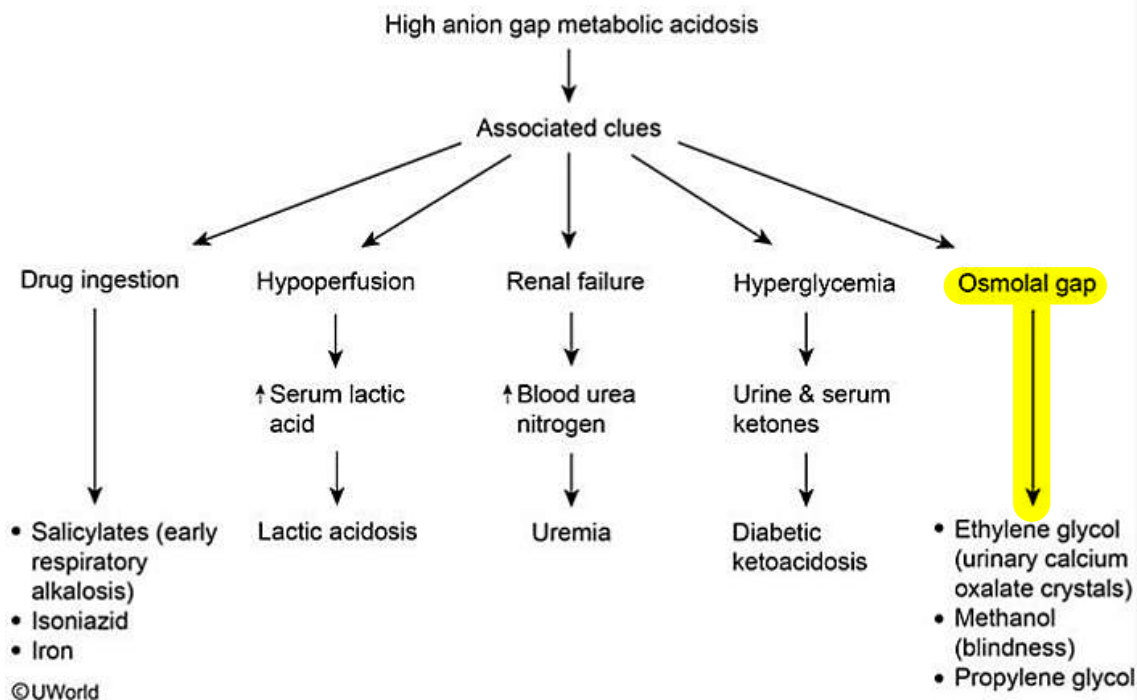 High anion gap metabolic acidosis
Associated clues
Drug ingestion
Hypoperfusion
Renal failure
Hyperglycemia
Osmolal gap
↑ Serum lactic
acid
↑ Blood urea
nitrogen
Urine & serum
ketones
• Salicylates (early
respiratory
alkalosis)
• Isoniazid
• Iron
Lactic acidosis
Uremia
Diabetic
ketoacidosis
• Ethylene glycol
(urinary calcium
oxalate crystals)
• Methanol
(blindness)
• Propylene glycol
©UWorld